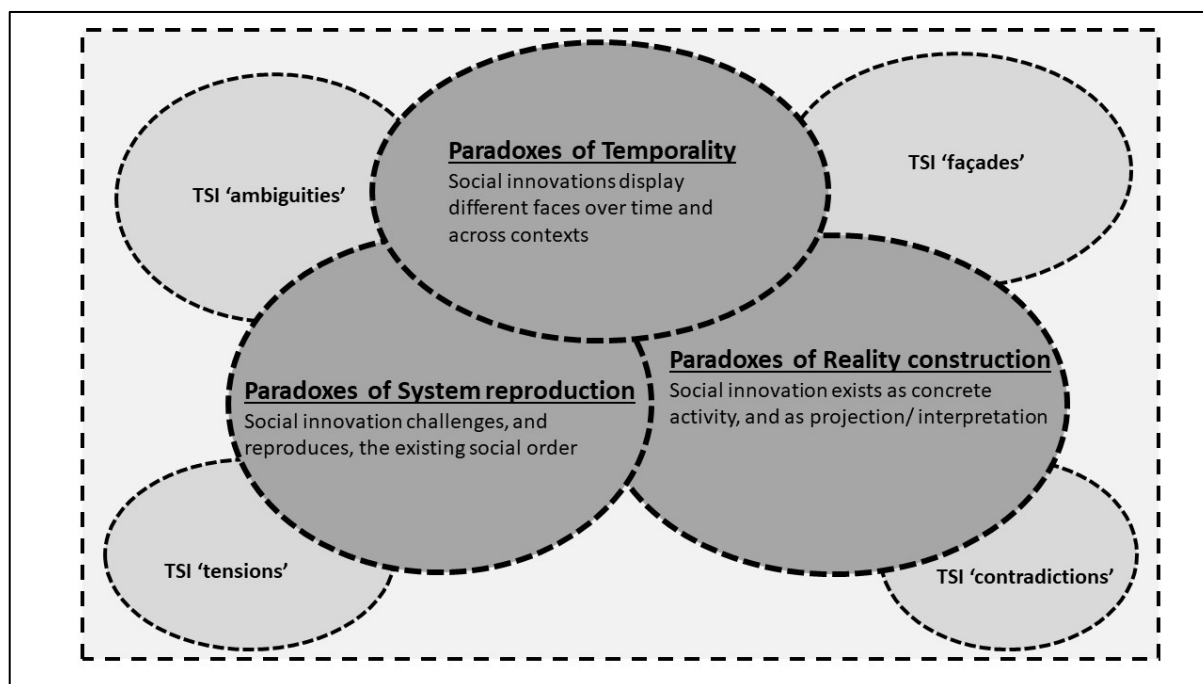 Paradoxes of Temporality
Social innovations display
different faces over time and
across contexts
TSI ‘ambiguities’
TSI ‘façades’
Paradoxes of System reproduction
Social innovation challenges, and
reproduces, the existing social order
Paradoxes of Reality construction
Social innovation exists as concrete
activity, and as projection/ interpretation
TSI ‘tensions’
TSI ‘contradictions’